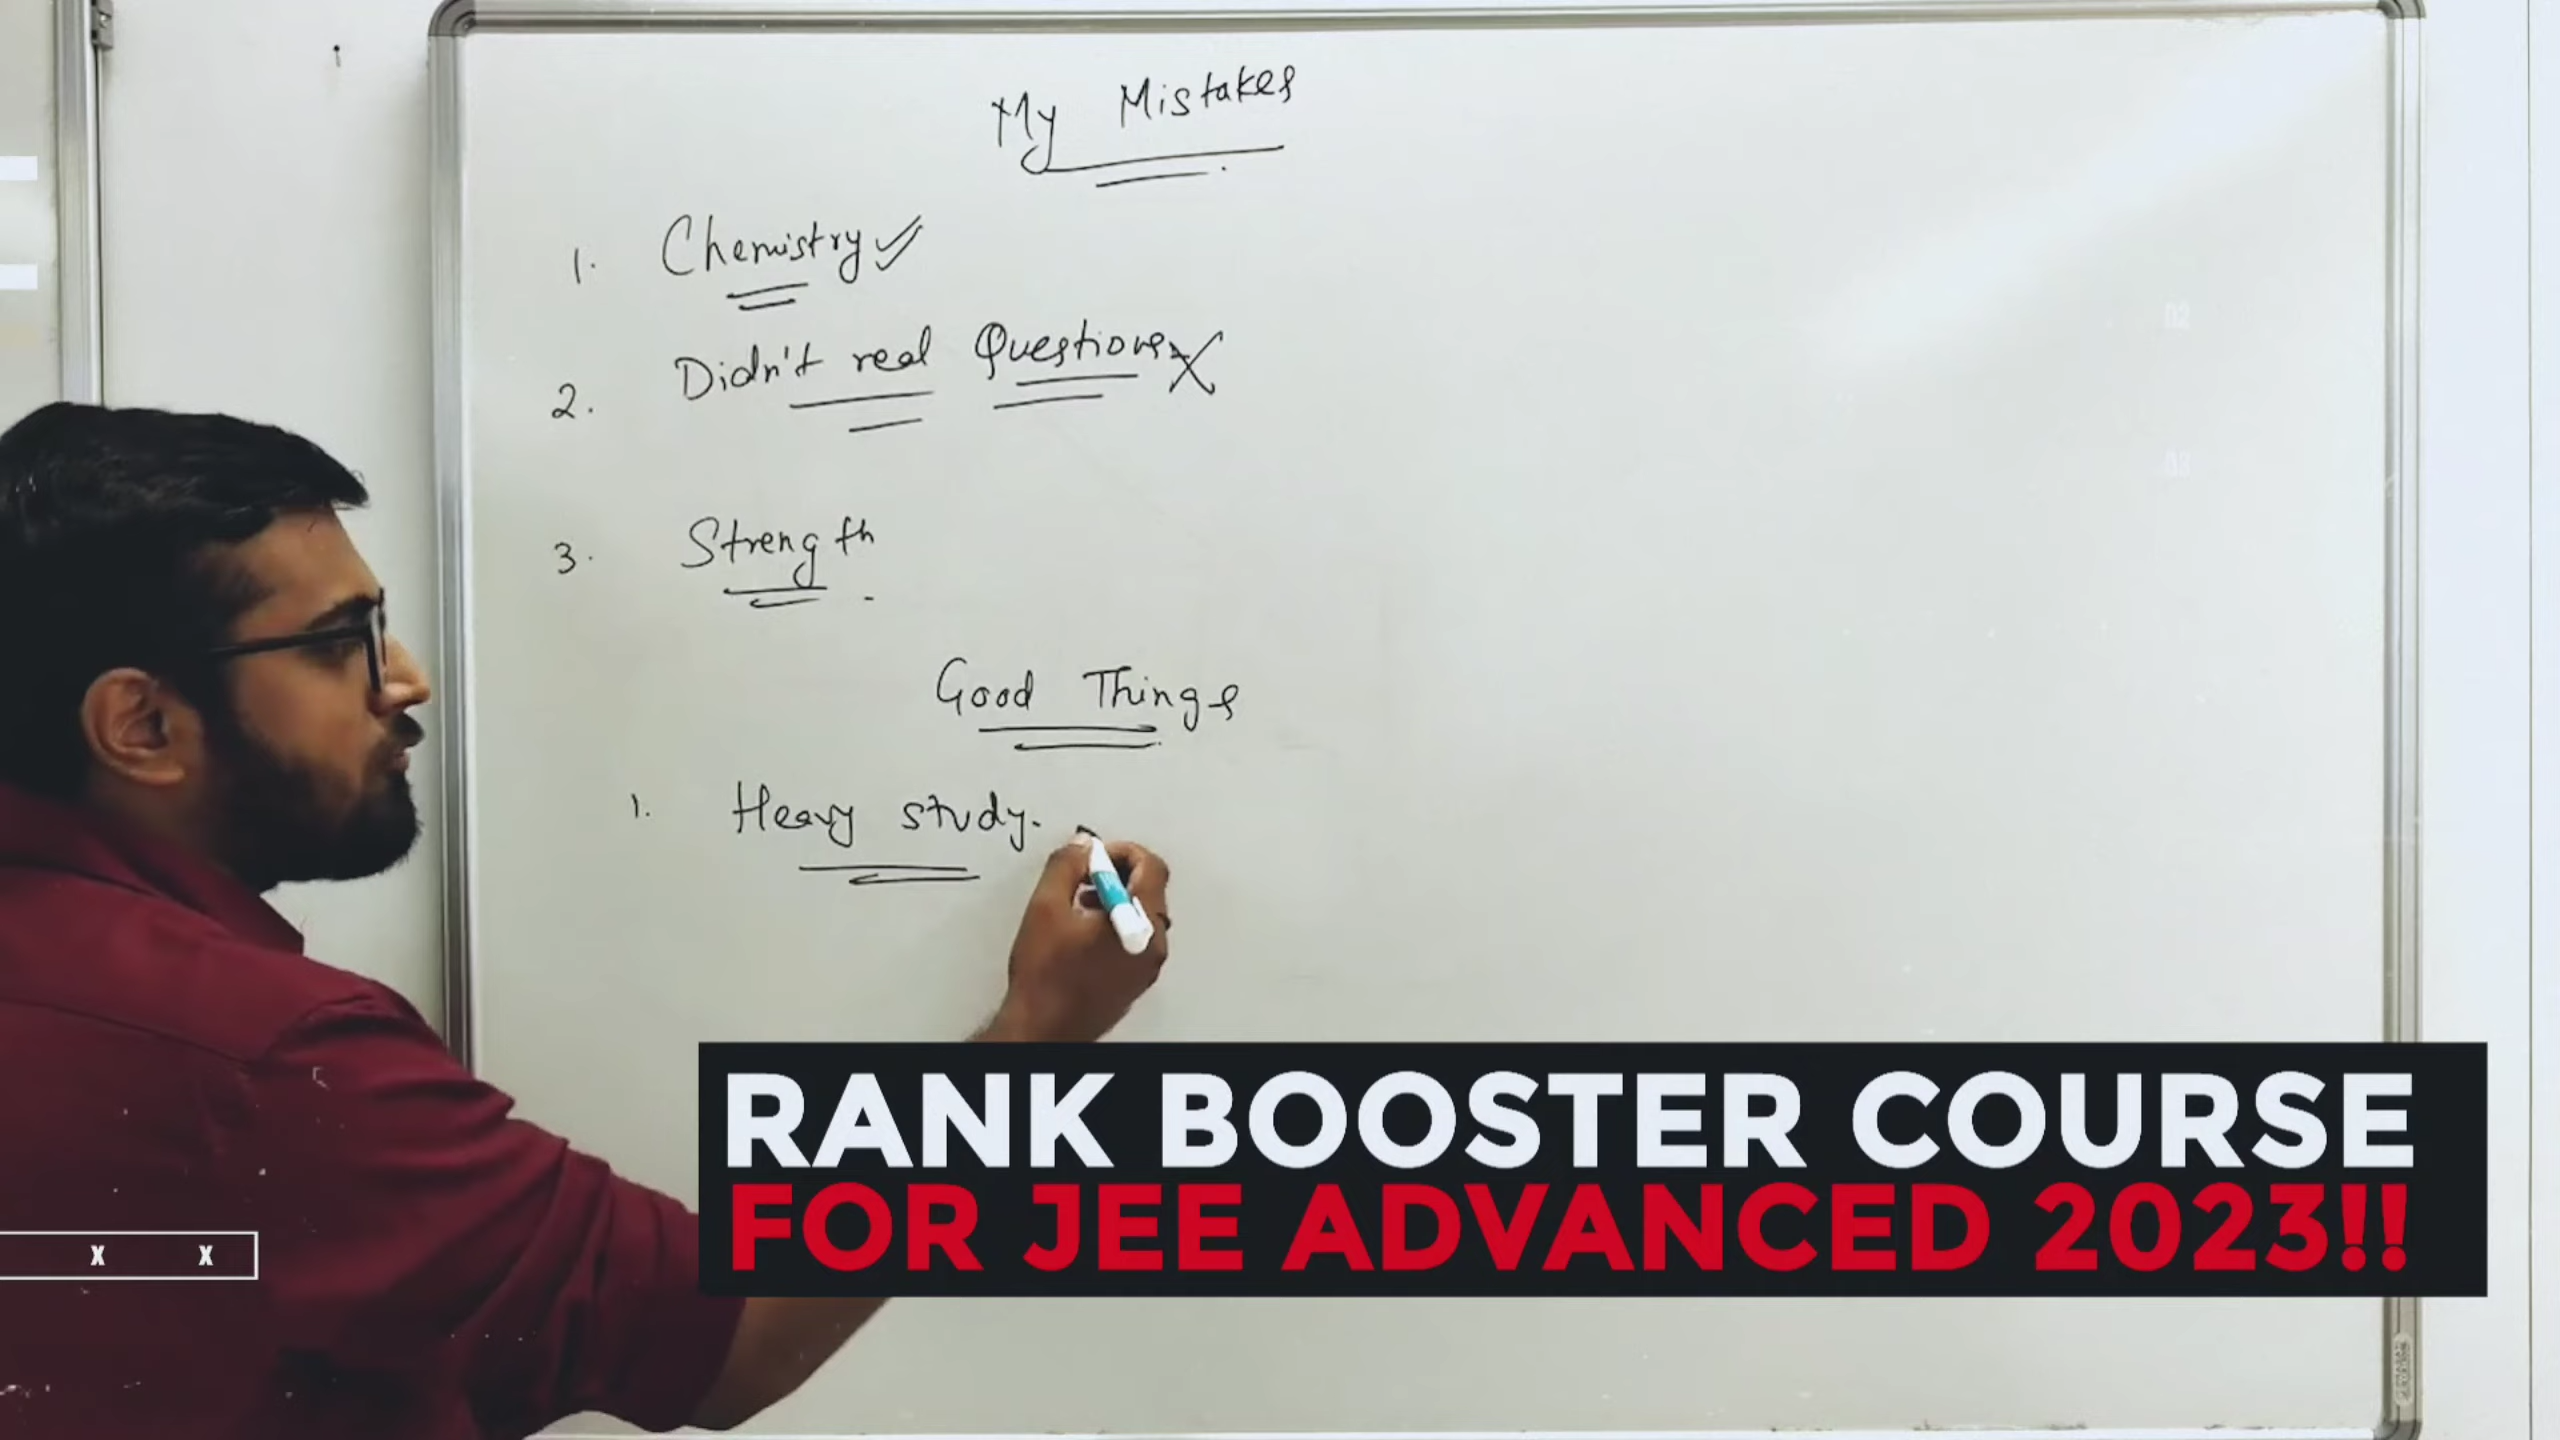 My Mistakes
1. Chemistry
2. Didn't real Questions
3. Strength
Good Things
1. Heavy study.
RANK BOOSTER COURSE
FOR JEE ADVANCED 2023!!
X X